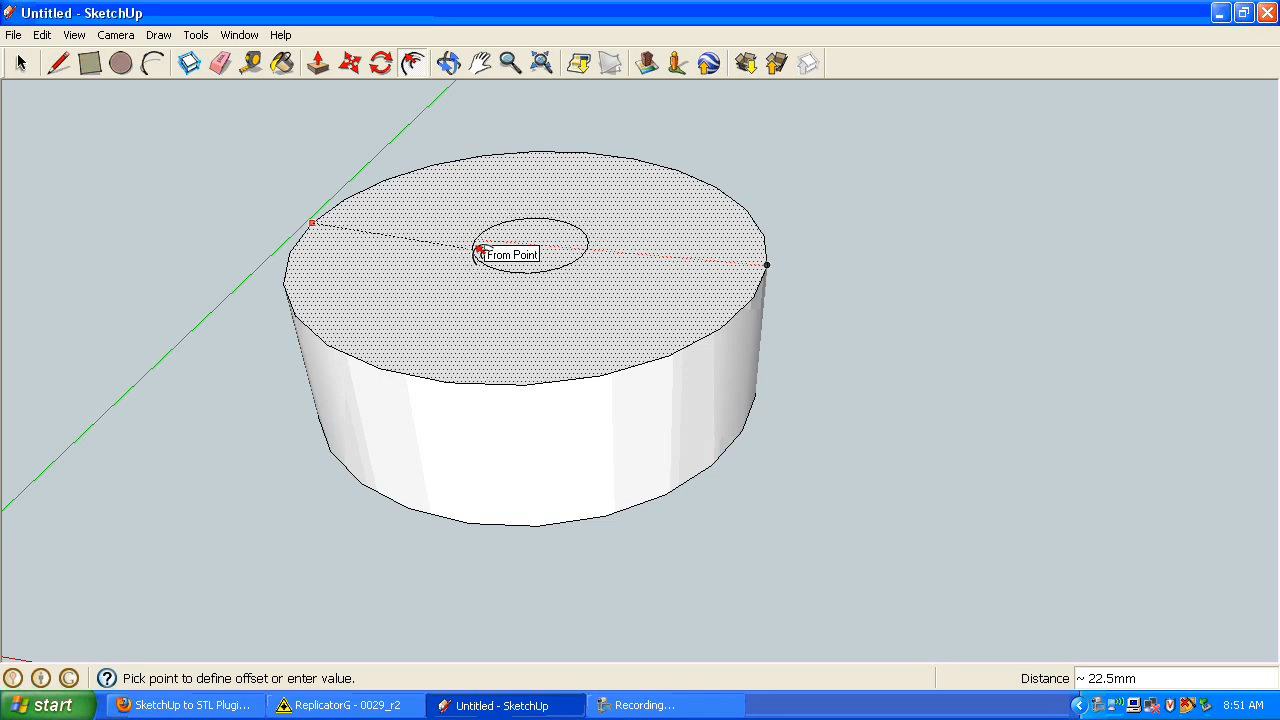 Untitled - SketchUp
File Edit View Camera Draw Tools Window Help
From Point
Pick point to define offset or enter value.
Distance ~ 22.5mm
start SketchUp to STL Plugi... ReplicatorG - 0029_r2 Untitled - SketchUp Recording... 8:51 AM